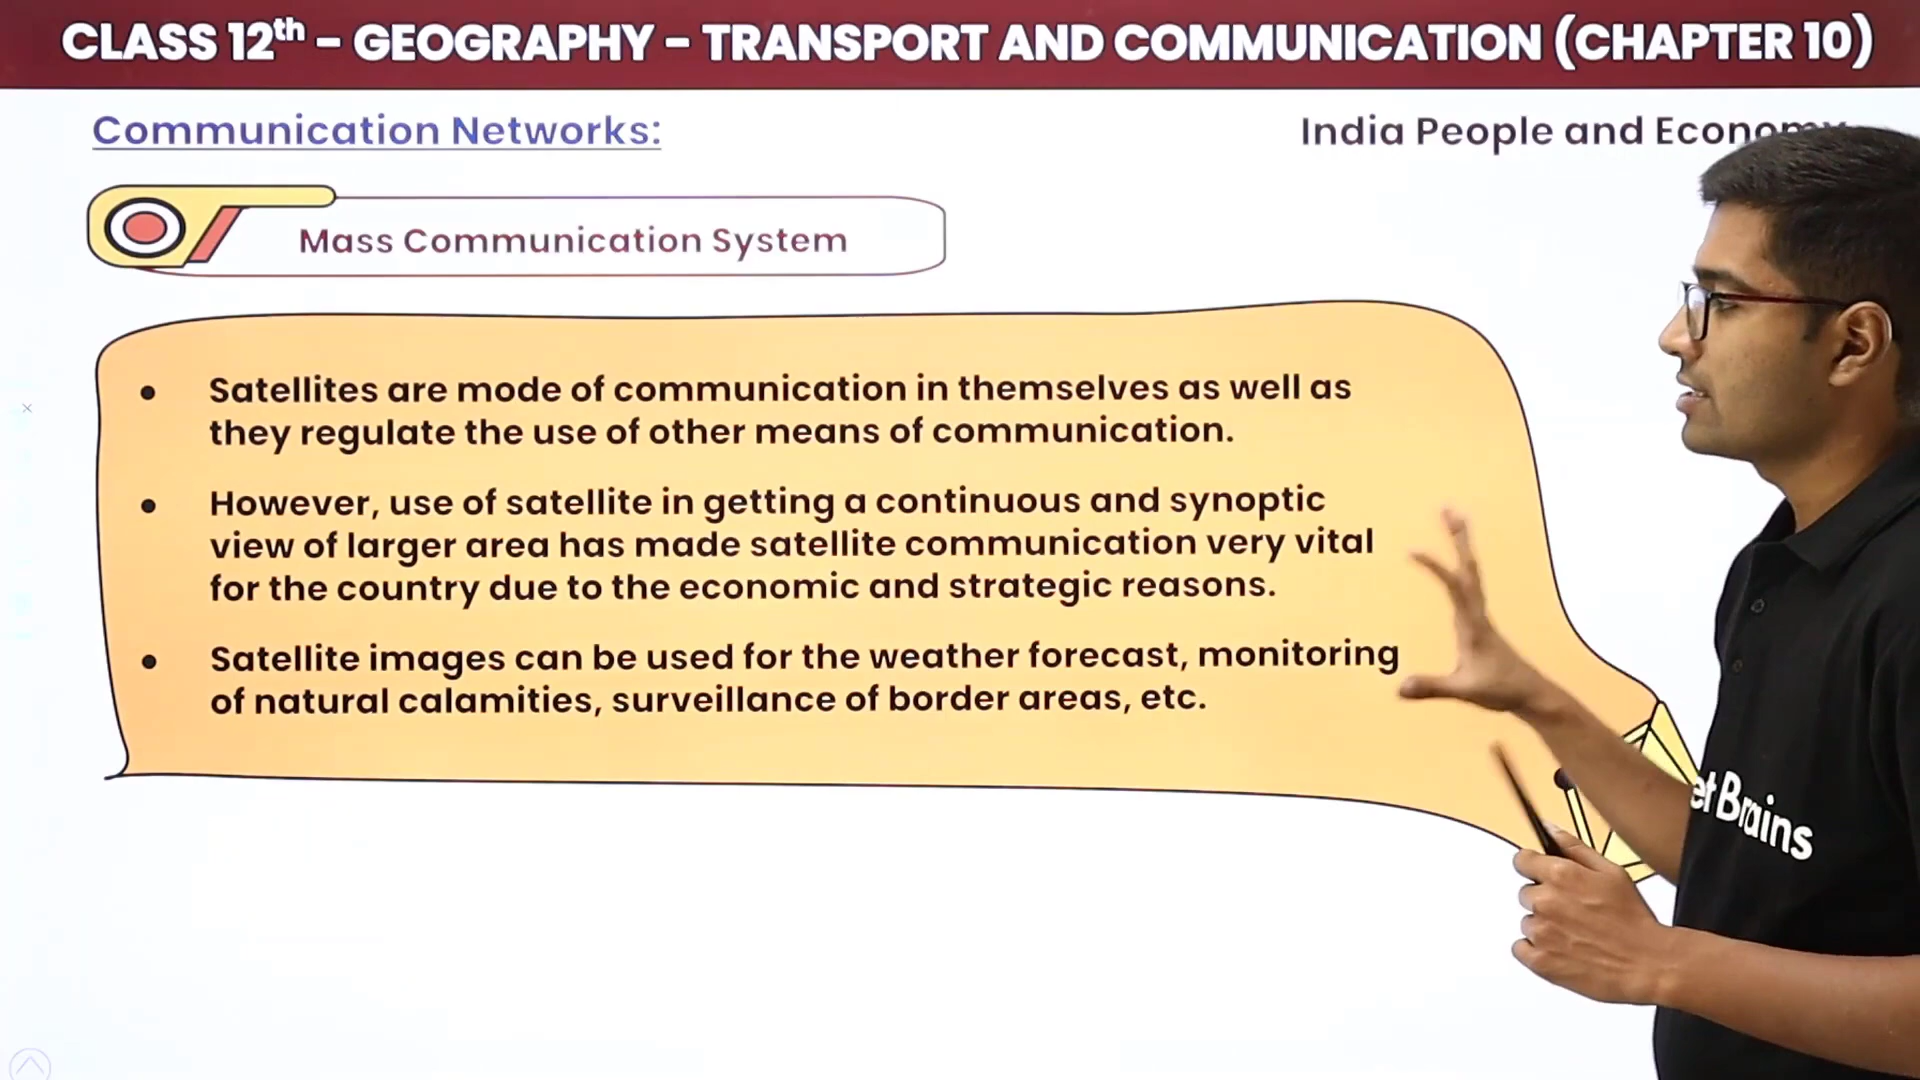 CLASS 12th - GEOGRAPHY - TRANSPORT AND COMMUNICATION (CHAPTER 10)
Communication Networks:
India People and Economy
Mass Communication System
• Satellites are mode of communication in themselves as well as
they regulate the use of other means of communication.
• However, use of satellite in getting a continuous and synoptic
view of larger area has made satellite communication very vital
for the country due to the economic and strategic reasons.
• Satellite images can be used for the weather forecast, monitoring
of natural calamities, surveillance of border areas, etc.
et Brains